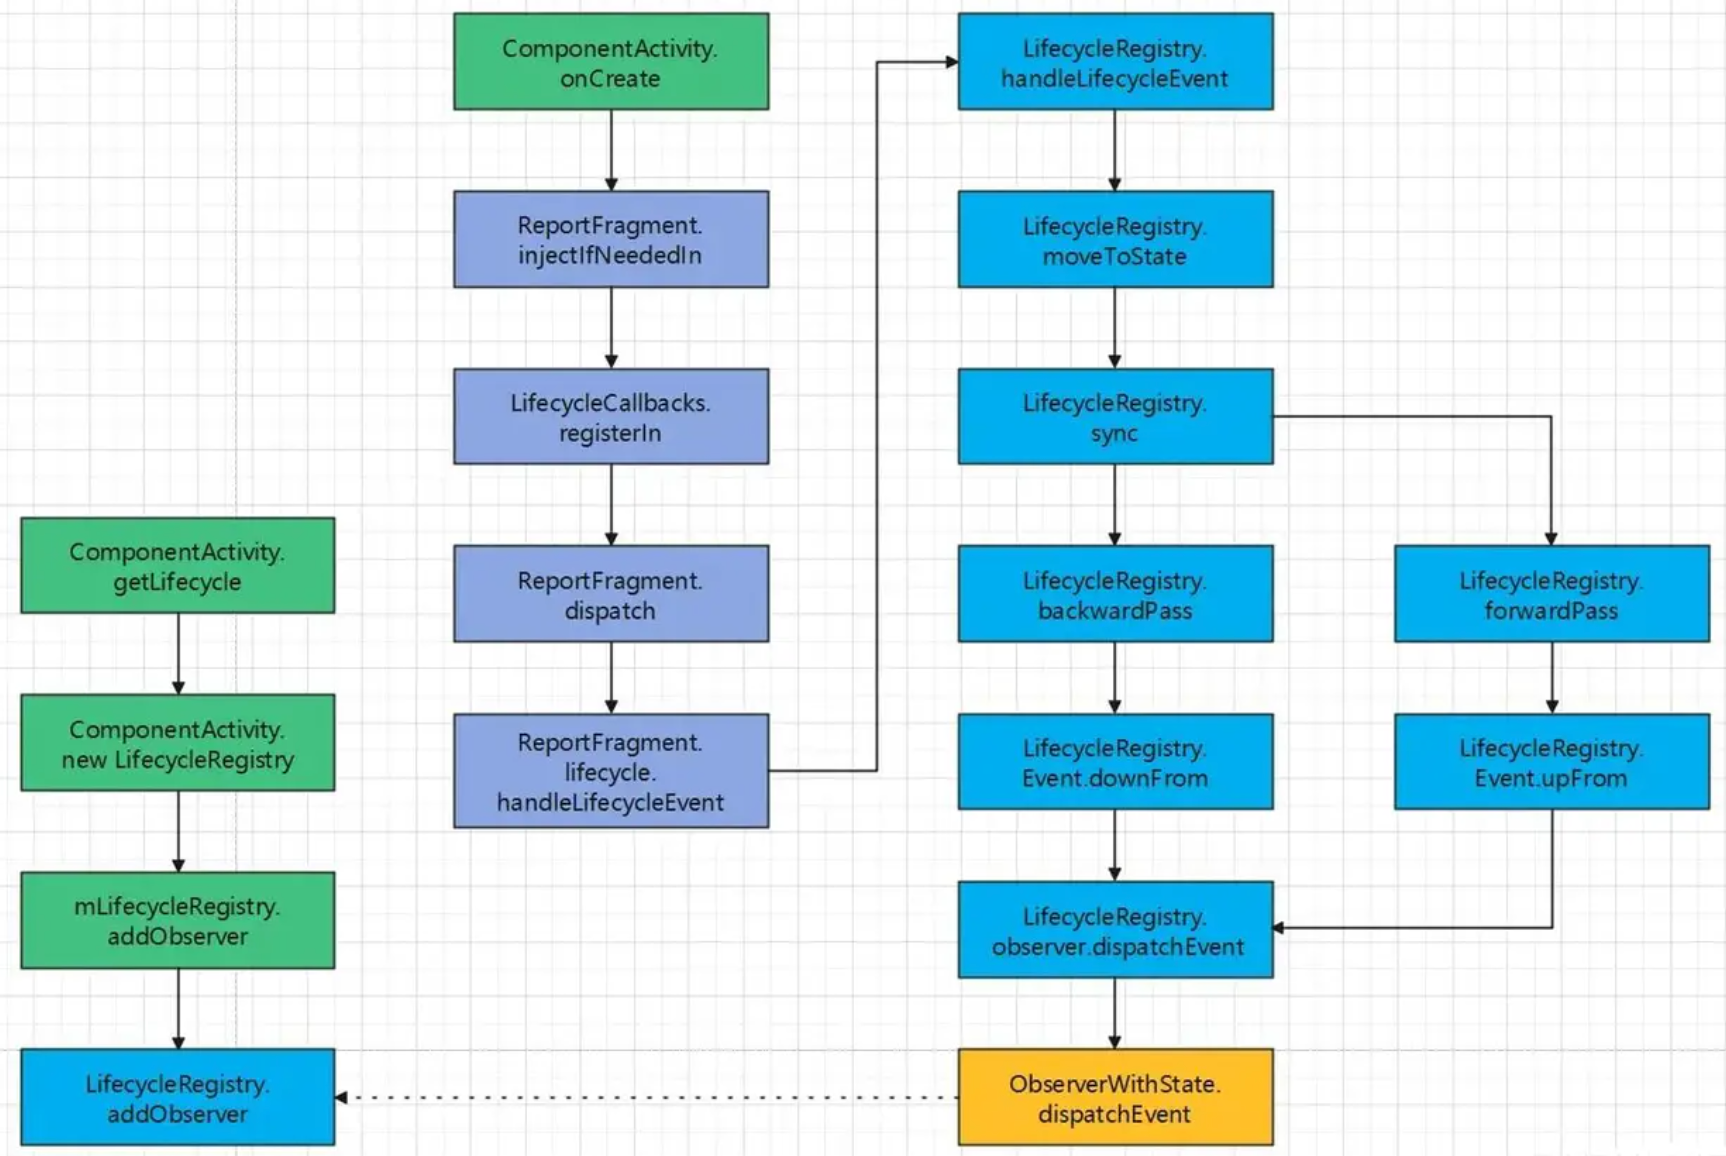 ComponentActivity.
onCreate
ReportFragment.
injectIfNeededIn
LifecycleCallbacks.
registerIn
ReportFragment.
dispatch
ReportFragment.
lifecycle.
handleLifecycleEvent
ComponentActivity.
getLifecycle
ComponentActivity.
new LifecycleRegistry
mLifecycleRegistry.
addObserver
LifecycleRegistry.
addObserver
LifecycleRegistry.
handleLifecycleEvent
LifecycleRegistry.
moveToState
LifecycleRegistry.
sync
LifecycleRegistry.
backwardPass
LifecycleRegistry.
Event.downFrom
LifecycleRegistry.
observer.dispatchEvent
ObserverWithState.
dispatchEvent
LifecycleRegistry.
forwardPass
LifecycleRegistry.
Event.upFrom